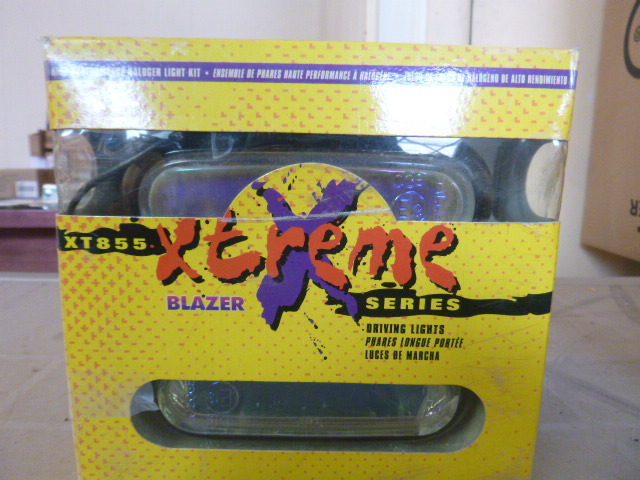 HALOGEN LIGHT KIT • ENSEMBLE DE PHARES HAUTE PERFORMANCE À HALOGÈNE • HALÓGENO DE ALTO RENDIMIENTO
XT855
xtreme
X
BLAZER
SERIES
DRIVING LIGHTS
PHARES LONGUE PORTÉE
LUCES DE MARCHA